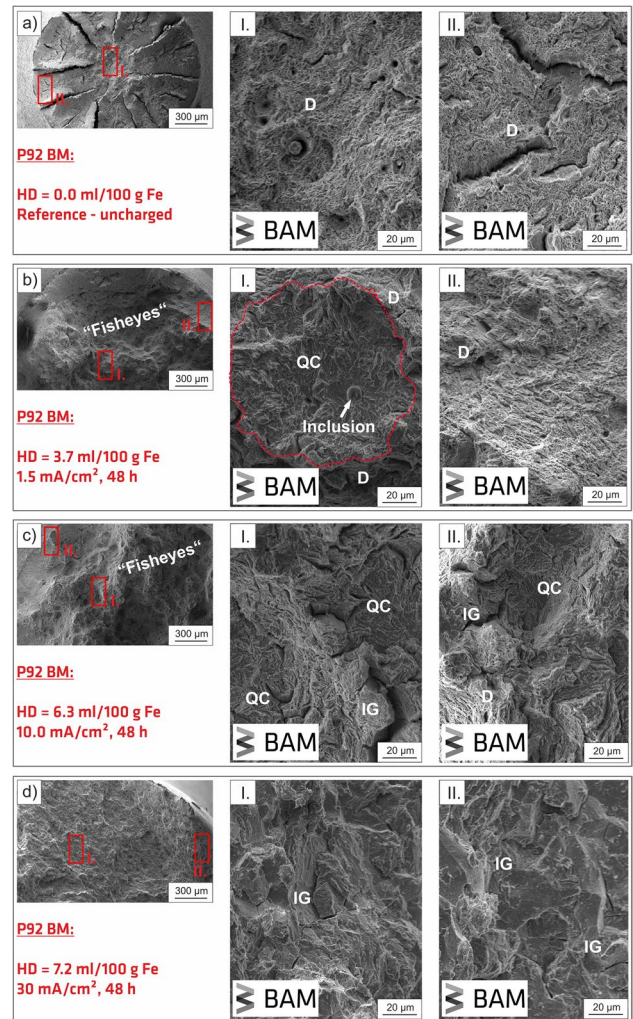 a)
I.
II.
300 µm
P92 BM:
HD = 0.0 ml/100 g Fe
Reference - uncharged
I.
D
BAM
20 µm
II.
D
BAM
20 µm
b)
"Fisheyes"
II.
I.
300 µm
P92 BM:
HD = 3.7 ml/100 g Fe
1.5 mA/cm², 48 h
I.
D
QC
Inclusion
D
BAM
20 µm
II.
D
BAM
20 µm
c)
II.
"Fisheyes"
I.
300 µm
P92 BM:
HD = 6.3 ml/100 g Fe
10.0 mA/cm², 48 h
I.
QC
QC
IG
BAM
20 µm
II.
QC
IG
D
BAM
20 µm
d)
I.
II.
300 µm
P92 BM:
HD = 7.2 ml/100 g Fe
30 mA/cm², 48 h
I.
IG
BAM
20 µm
II.
IG
IG
BAM
20 µm